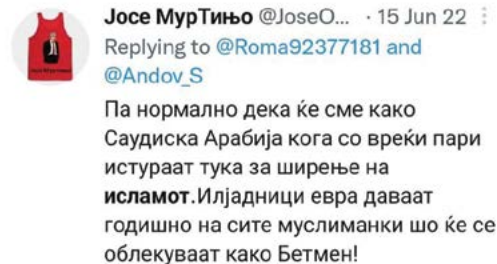 Јосе МурТињо @JoseO... · 15 Jun 22
Replying to @Roma92377181 and
@Andov_S
Па нормално дека ќе сме како
Саудиска Арабија кога со вреќи пари
истураат тука за ширење на
исламот.Илјадници евра даваат
годишно на сите муслиманки шо ќе се
облекуваат како Бетмен!